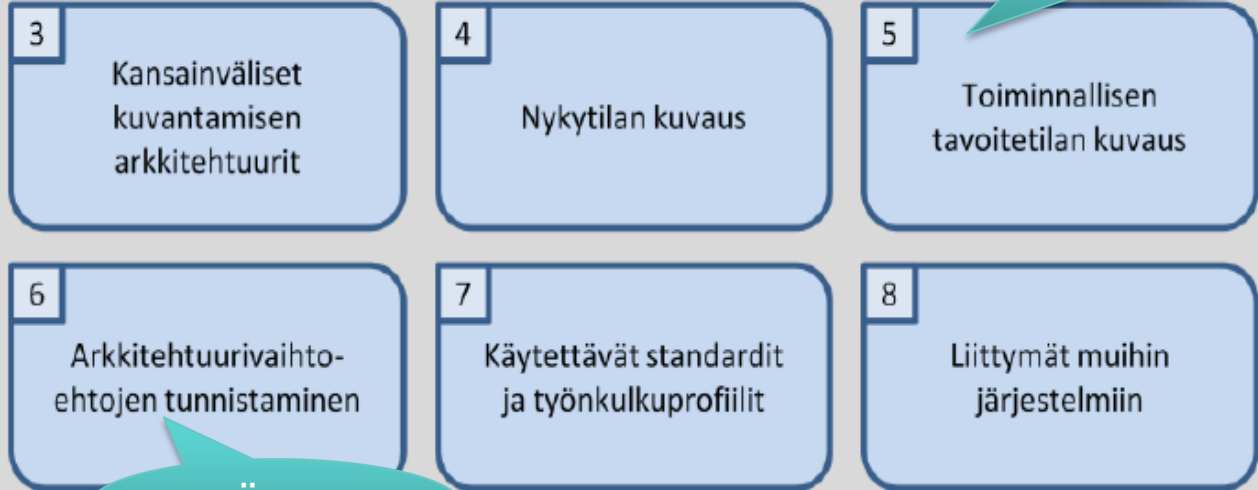 3
Kansainväliset
kuvantamisen
arkkitehtuurit
4
Nykytilan kuvaus
5
Toiminnallisen
tavoitetilan kuvaus
6
Arkkitehtuurivaihto-
ehtojen tunnistaminen
7
Käytettävät standardit
ja työnkulkuprofiilit
8
Liittymät muihin
järjestelmiin